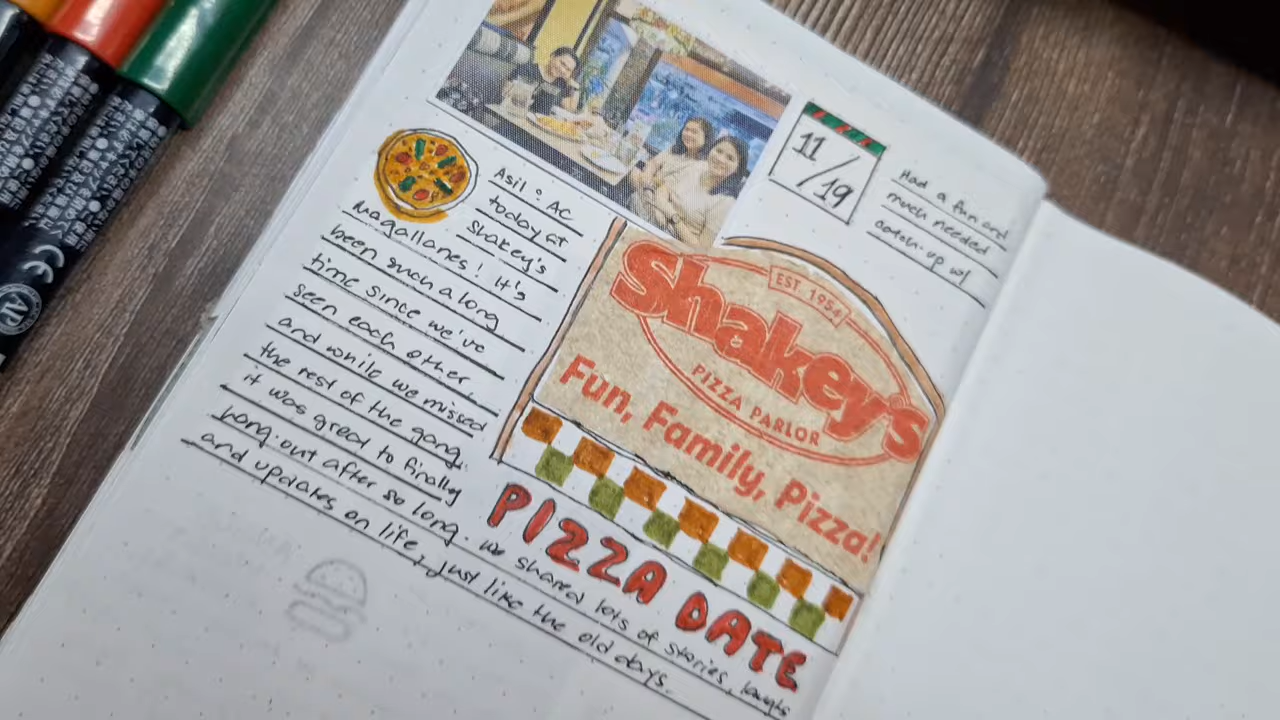 11/19
Had a fun and
much needed
catch-up w/
Asil: AC
today at
Shakey's
Magallanes! It's
been such a long
time since we've
seen each other,
and while we missed
the rest of the gang,
it was great to finally
hang-out after so long. We shared lots of stories, laughs
and updates on life, just like the old days.
EST. 1954
Shakey's
PIZZA PARLOR
Fun, Family, Pizza!
PIZZA DATE